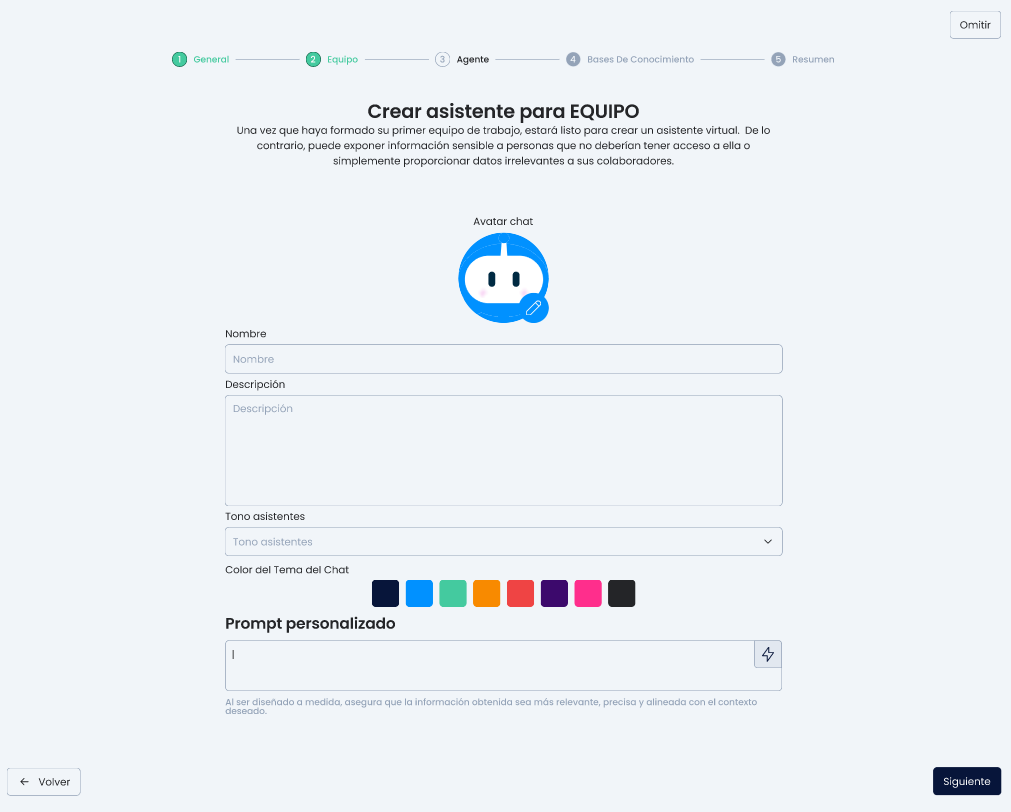 Omitir
1 General 2 Equipo 3 Agente 4 Bases De Conocimiento 5 Resumen
Crear asistente para EQUIPO
Una vez que haya formado su primer equipo de trabajo, estará listo para crear un asistente virtual.  De lo
contrario, puede exponer información sensible a personas que no deberían tener acceso a ella o
simplemente proporcionar datos irrelevantes a sus colaboradores.
Avatar chat
Nombre
Nombre
Descripción
Descripción
Tono asistentes
Tono asistentes
Color del Tema del Chat
Prompt personalizado
Al ser diseñado a medida, asegura que la información obtenida sea más relevante, precisa y alineada con el contexto
deseado.
Volver
Siguiente